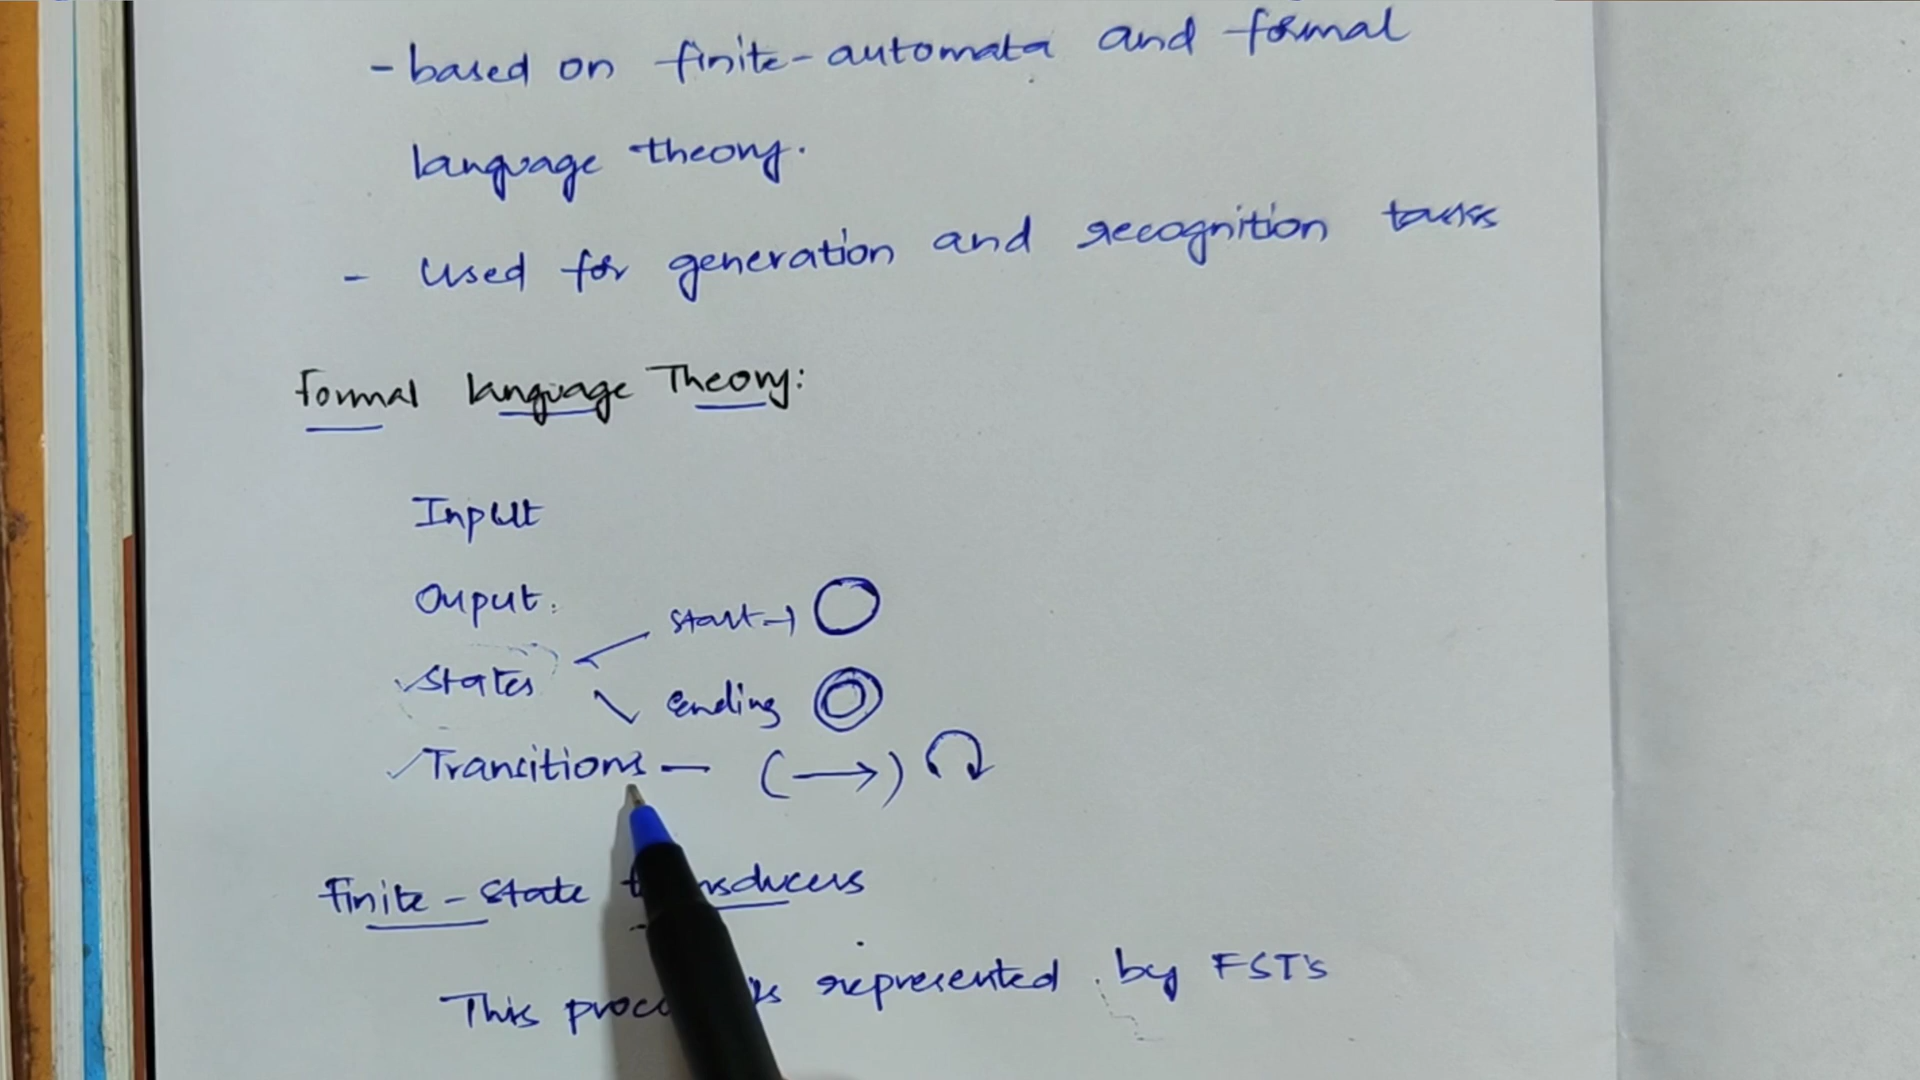 - based on finite-automata and formal
language theory.
- Used for generation and recognition tasks
Formal language Theory:
Input
Ouput.
start →
States
ending
Transitions — (→)
Finite-State
This is represented by FST's